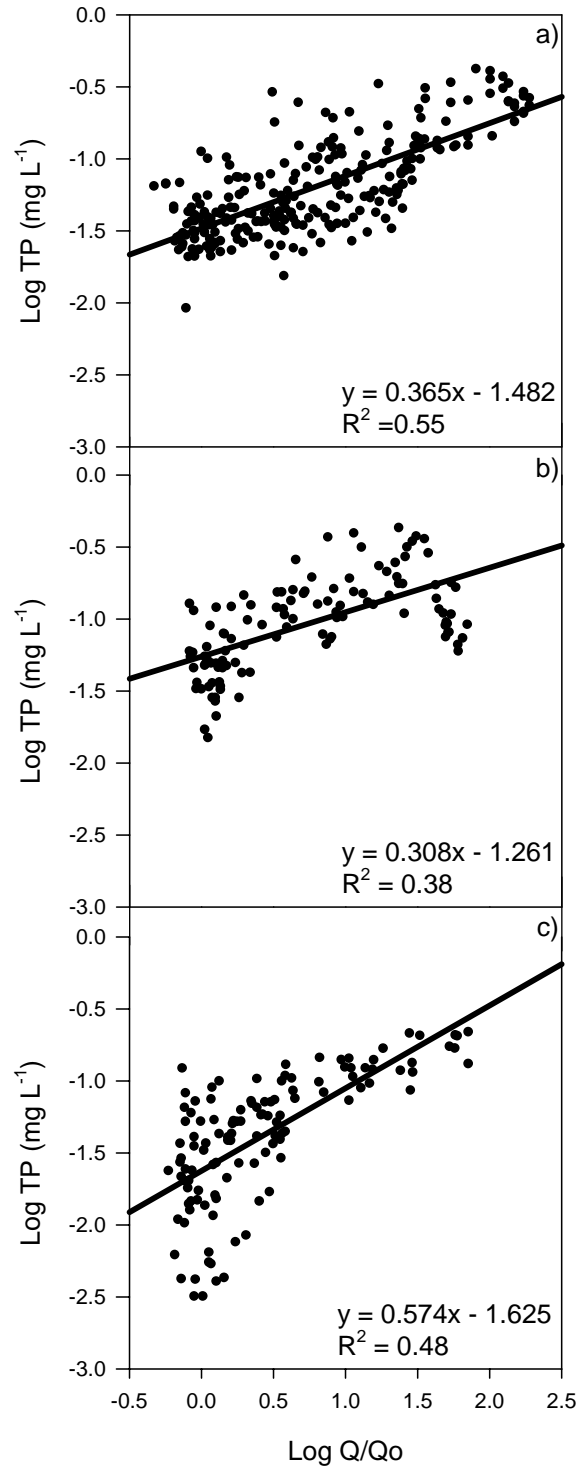 0.0
a)
-0.5
-1.0
-1.5
-2.0
-2.5
-3.0
Log TP (mg L-1)
y = 0.365x - 1.482
R2 =0.55
0.0
b)
-0.5
-1.0
-1.5
-2.0
-2.5
-3.0
Log TP (mg L-1)
y = 0.308x - 1.261
R2 = 0.38
0.0
c)
-0.5
-1.0
-1.5
-2.0
-2.5
-3.0
Log TP (mg L-1)
y = 0.574x - 1.625
R2 = 0.48
-0.5 0.0 0.5 1.0 1.5 2.0 2.5
Log Q/Qo